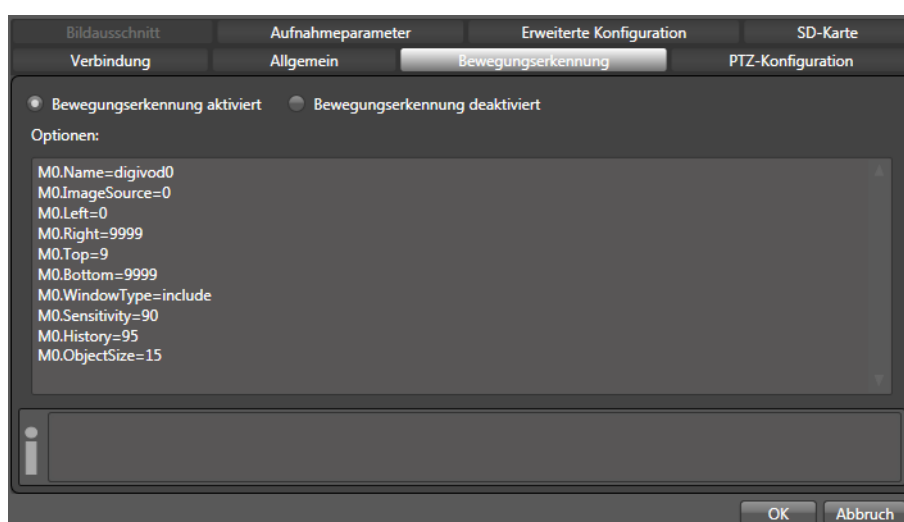 Bildausschnitt Aufnahmeparameter Erweiterte Konfiguration SD-Karte
Verbindung Allgemein Bewegungserkennung PTZ-Konfiguration
Bewegungserkennung aktiviert Bewegungserkennung deaktiviert
Optionen:
M0.Name=digivod0
M0.ImageSource=0
M0.Left=0
M0.Right=9999
M0.Top=9
M0.Bottom=9999
M0.WindowType=include
M0.Sensitivity=90
M0.History=95
M0.ObjectSize=15
OK Abbruch